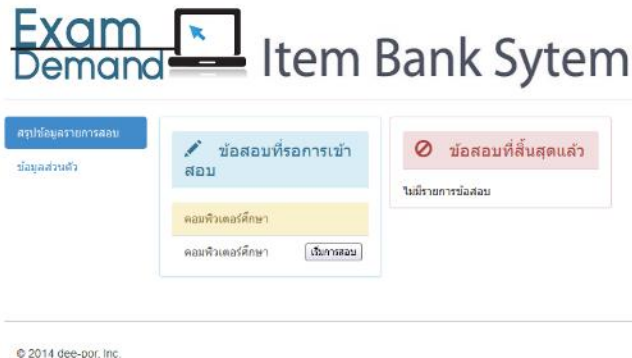 Exam
Demand
Item Bank Sytem
สรุปข้อมูลรายการสอบ
ข้อมูลส่วนตัว
ข้อสอบที่รอการเข้า
สอบ
คอมพิวเตอร์ศึกษา
คอมพิวเตอร์ศึกษา เริ่มการสอบ
ข้อสอบที่สิ้นสุดแล้ว
ไม่มีรายการข้อสอบ
© 2014 dee-por, Inc.